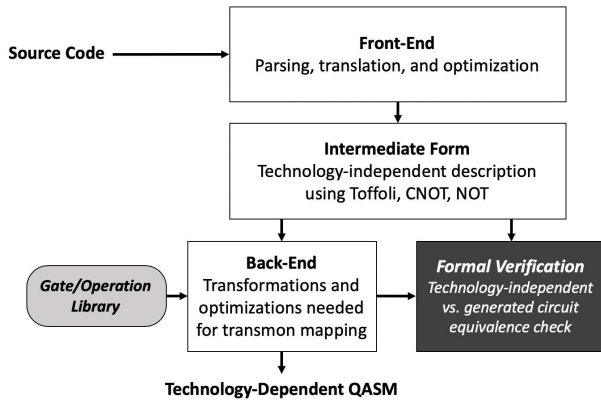 Source Code
Front-End
Parsing, translation, and optimization
Intermediate Form
Technology-independent description
using Toffoli, CNOT, NOT
Gate/Operation
Library
Back-End
Transformations and
optimizations needed
for transmon mapping
Formal Verification
Technology-independent
vs. generated circuit
equivalence check
Technology-Dependent QASM